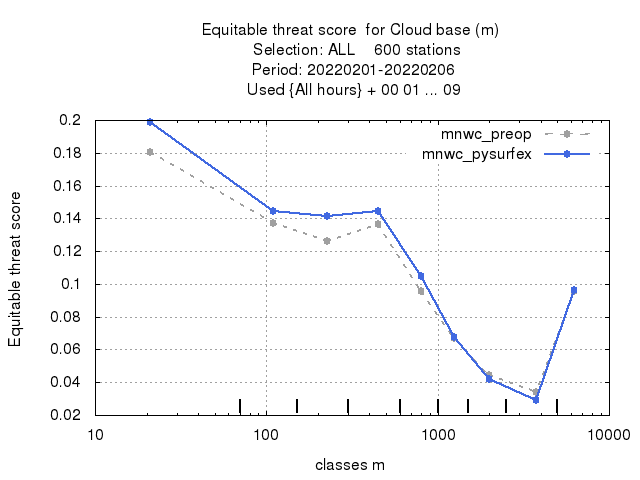 Equitable threat score  for Cloud base (m)
Selection: ALL    600 stations
Period: 20220201-20220206
Used {All hours} + 00 01 ... 09
mnwc_preop
mnwc_pysurfex
Equitable threat score
0.2
0.18
0.16
0.14
0.12
0.1
0.08
0.06
0.04
0.02
10 100 1000 10000
classes m